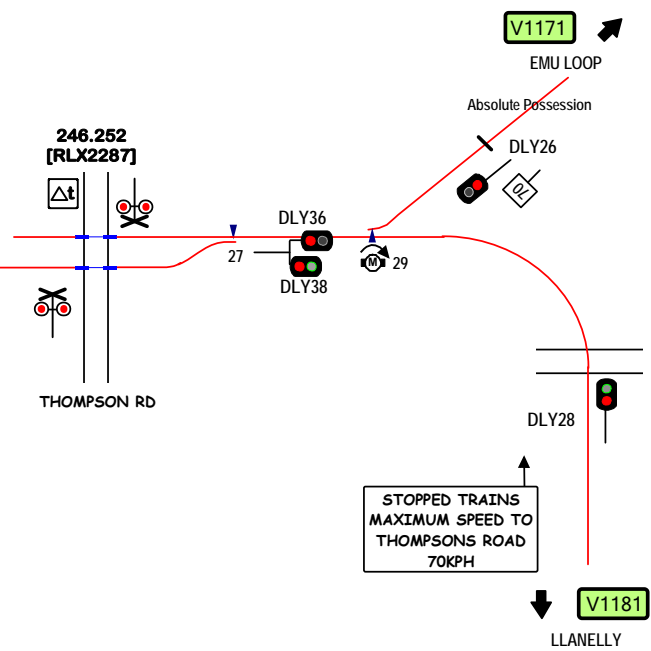 V1171
EMU LOOP
Absolute Possession
246.252
[RLX2287]
DLY26
Δt
70
DLY36
27
M
29
DLY38
THOMPSON RD
DLY28
STOPPED TRAINS
MAXIMUM SPEED TO
THOMPSONS ROAD
70KPH
V1181
LLANELLY